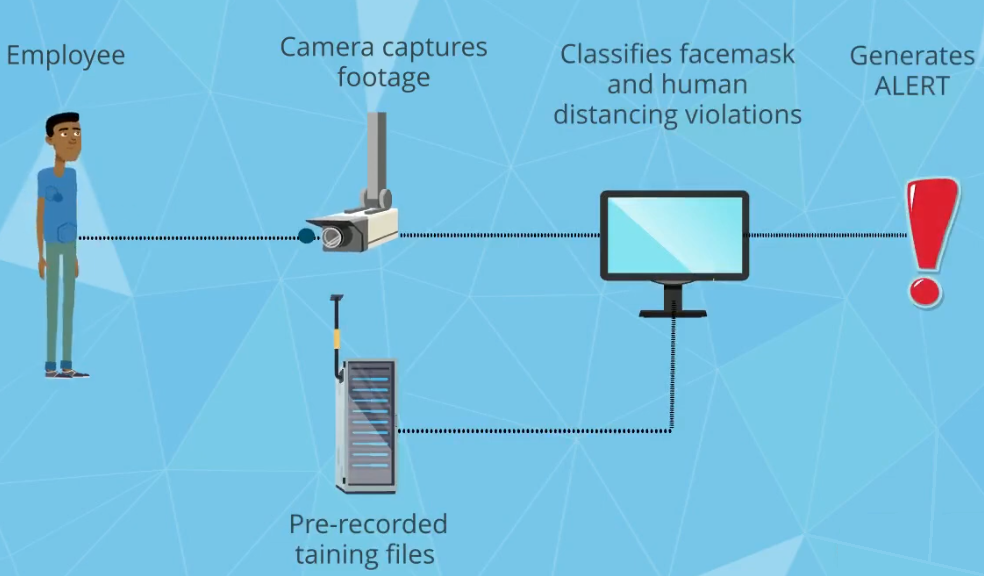 Employee
Camera captures
footage
Classifies facemask
and human
distancing violations
Generates
ALERT
Pre-recorded
taining files